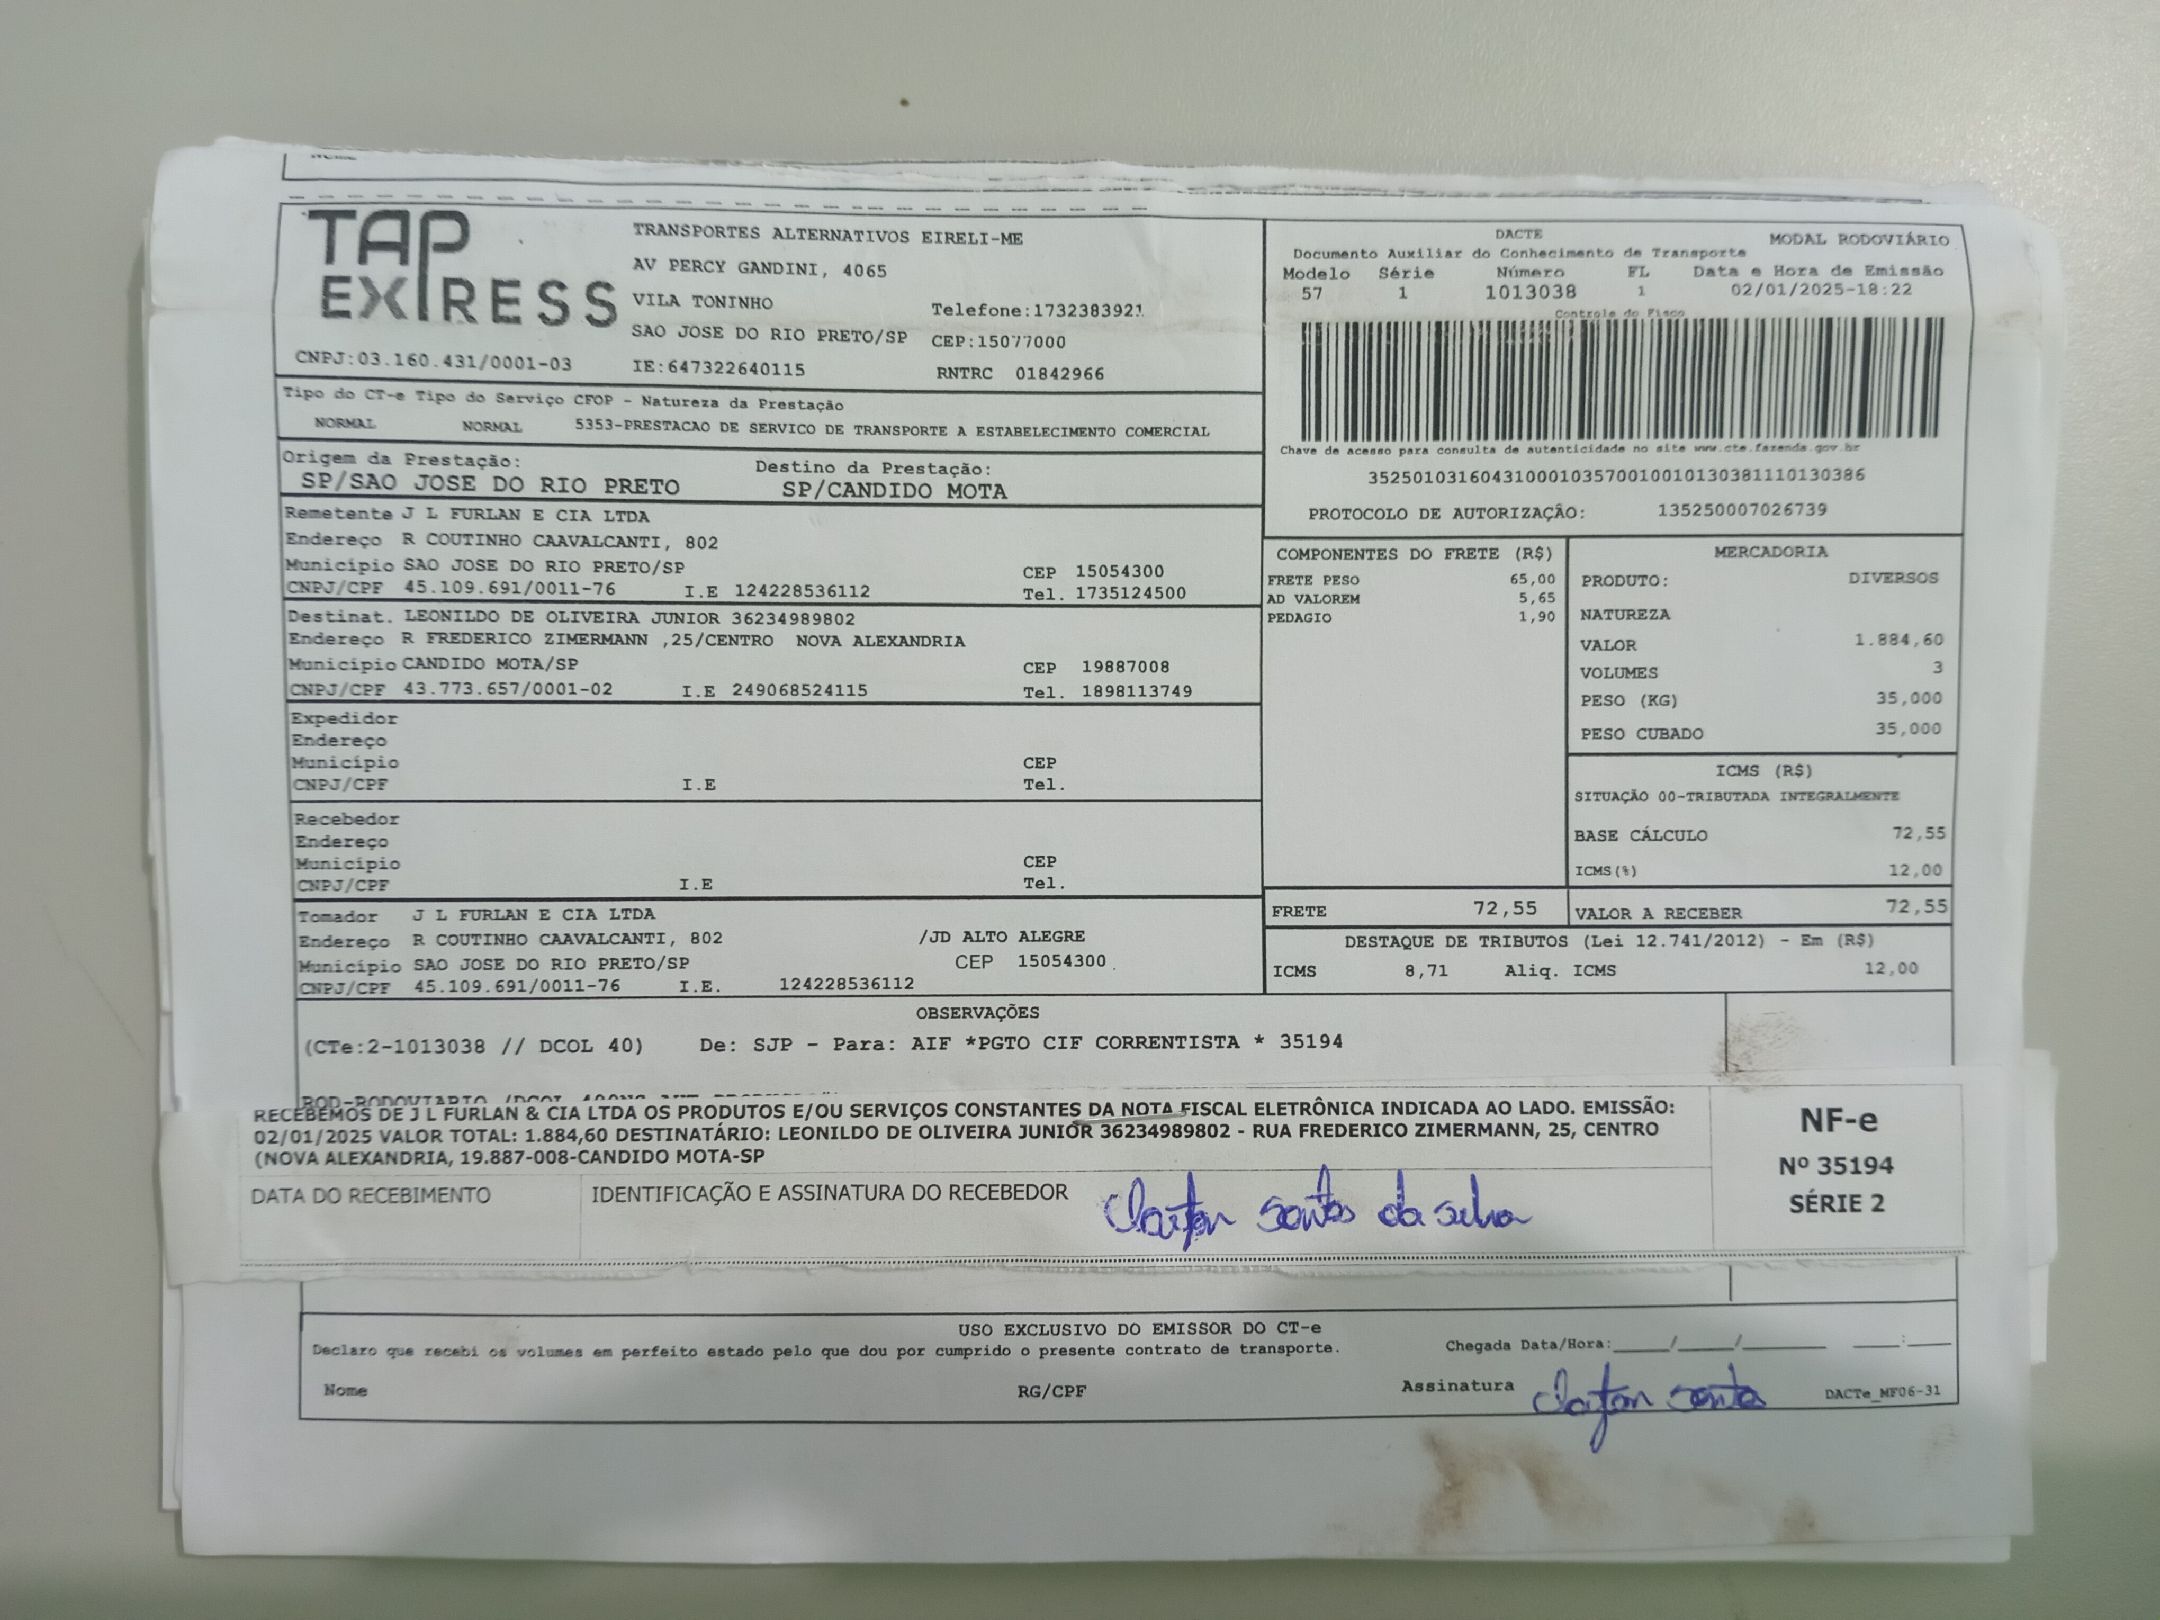 TAP EXPRESS
TRANSPORTES ALTERNATIVOS EIRELI-ME
AV PERCY GANDINI, 4065
VILA TONINHO
Telefone:1732383921
SAO JOSE DO RIO PRETO/SP CEP:15077000
CNPJ:03.160.431/0001-03 IE:647322640115 RNTRC 01842966
DACTE
Documento Auxiliar do Conhecimento de Transporte MODAL RODOVIÁRIO
Modelo Série Número FL Data e Hora de Emissão
57 1 1013038 1 02/01/2025-18:22
Controle do Fisco
Chave de acesso para consulta de autenticidade no site www.cte.fazenda.gov.br
35250103160431000103570010010130381110130386
PROTOCOLO DE AUTORIZAÇÃO: 135250007026739
Tipo do CT-e Tipo do Serviço CFOP - Natureza da Prestação
NORMAL NORMAL 5353-PRESTACAO DE SERVICO DE TRANSPORTE A ESTABELECIMENTO COMERCIAL
Origem da Prestação: Destino da Prestação:
SP/SAO JOSE DO RIO PRETO SP/CANDIDO MOTA
Remetente J L FURLAN E CIA LTDA
Endereço R COUTINHO CAAVALCANTI, 802
Município SAO JOSE DO RIO PRETO/SP CEP 15054300
CNPJ/CPF 45.109.691/0011-76 I.E 124228536112 Tel. 1735124500
Destinat. LEONILDO DE OLIVEIRA JUNIOR 36234989802
Endereço R FREDERICO ZIMERMANN ,25/CENTRO NOVA ALEXANDRIA
Município CANDIDO MOTA/SP CEP 19887008
CNPJ/CPF 43.773.657/0001-02 I.E 249068524115 Tel. 1898113749
Expedidor
Endereço
Município CEP
CNPJ/CPF I.E Tel.
Recebedor
Endereço
Município CEP
CNPJ/CPF I.E Tel.
Tomador J L FURLAN E CIA LTDA
Endereço R COUTINHO CAAVALCANTI, 802 /JD ALTO ALEGRE
Município SAO JOSE DO RIO PRETO/SP CEP 15054300
CNPJ/CPF 45.109.691/0011-76 I.E. 124228536112
COMPONENTES DO FRETE (R$)
FRETE PESO 65,00
AD VALOREM 5,65
PEDAGIO 1,90
MERCADORIA
PRODUTO: DIVERSOS
NATUREZA
VALOR 1.884,60
VOLUMES 3
PESO (KG) 35,000
PESO CUBADO 35,000
ICMS (R$)
SITUAÇÃO 00-TRIBUTADA INTEGRALMENTE
BASE CÁLCULO 72,55
ICMS(%) 12,00
FRETE 72,55 VALOR A RECEBER 72,55
DESTAQUE DE TRIBUTOS (Lei 12.741/2012) - Em (R$)
ICMS 8,71 Aliq. ICMS 12,00
OBSERVAÇÕES
(CTe:2-1013038 // DCOL 40) De: SJP - Para: AIF *PGTO CIF CORRENTISTA * 35194
RECEBEMOS DE J L FURLAN & CIA LTDA OS PRODUTOS E/OU SERVIÇOS CONSTANTES DA NOTA FISCAL ELETRÔNICA INDICADA AO LADO. EMISSÃO:
02/01/2025 VALOR TOTAL: 1.884,60 DESTINATÁRIO: LEONILDO DE OLIVEIRA JUNIOR 36234989802 - RUA FREDERICO ZIMERMANN, 25, CENTRO
(NOVA ALEXANDRIA, 19.887-008-CANDIDO MOTA-SP
DATA DO RECEBIMENTO IDENTIFICAÇÃO E ASSINATURA DO RECEBEDOR santos da silva
NF-e
Nº 35194
SÉRIE 2
USO EXCLUSIVO DO EMISSOR DO CT-e
Declaro que recebi os volumes em perfeito estado pelo que dou por cumprido o presente contrato de transporte. Chegada Data/Hora:____/____/______ ____:____
Nome RG/CPF Assinatura DACTe_MF06-31